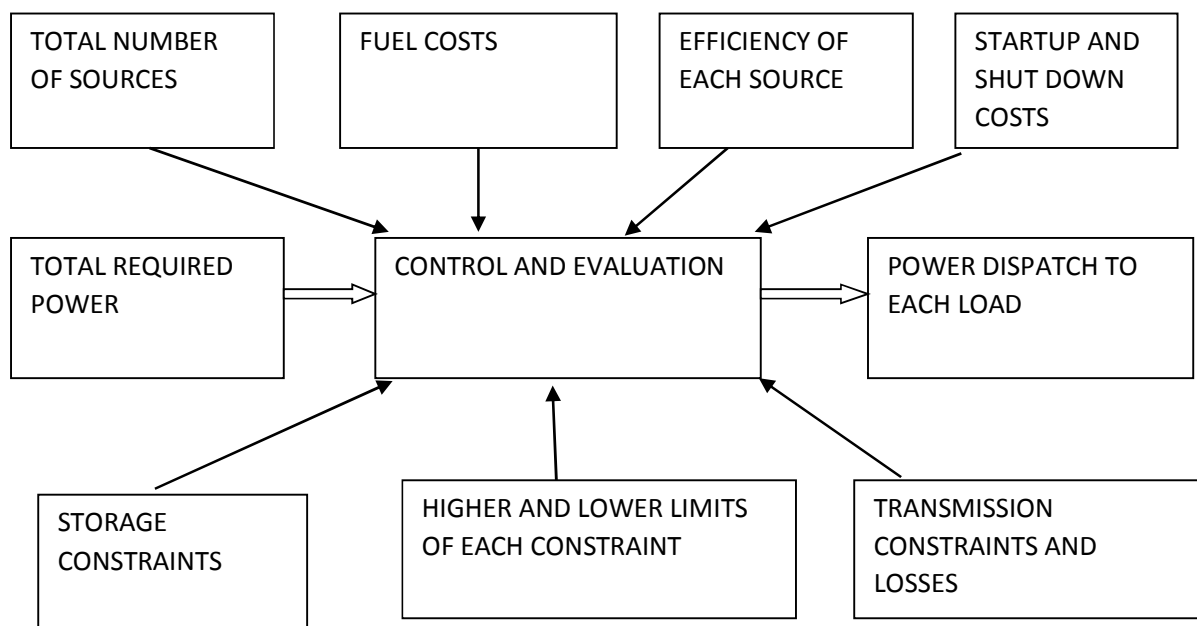 TOTAL NUMBER
OF SOURCES
FUEL COSTS
EFFICIENCY OF
EACH SOURCE
STARTUP AND
SHUT DOWN
COSTS
TOTAL REQUIRED
POWER
CONTROL AND EVALUATION
POWER DISPATCH TO
EACH LOAD
STORAGE
CONSTRAINTS
HIGHER AND LOWER LIMITS
OF EACH CONSTRAINT
TRANSMISSION
CONSTRAINTS AND
LOSSES